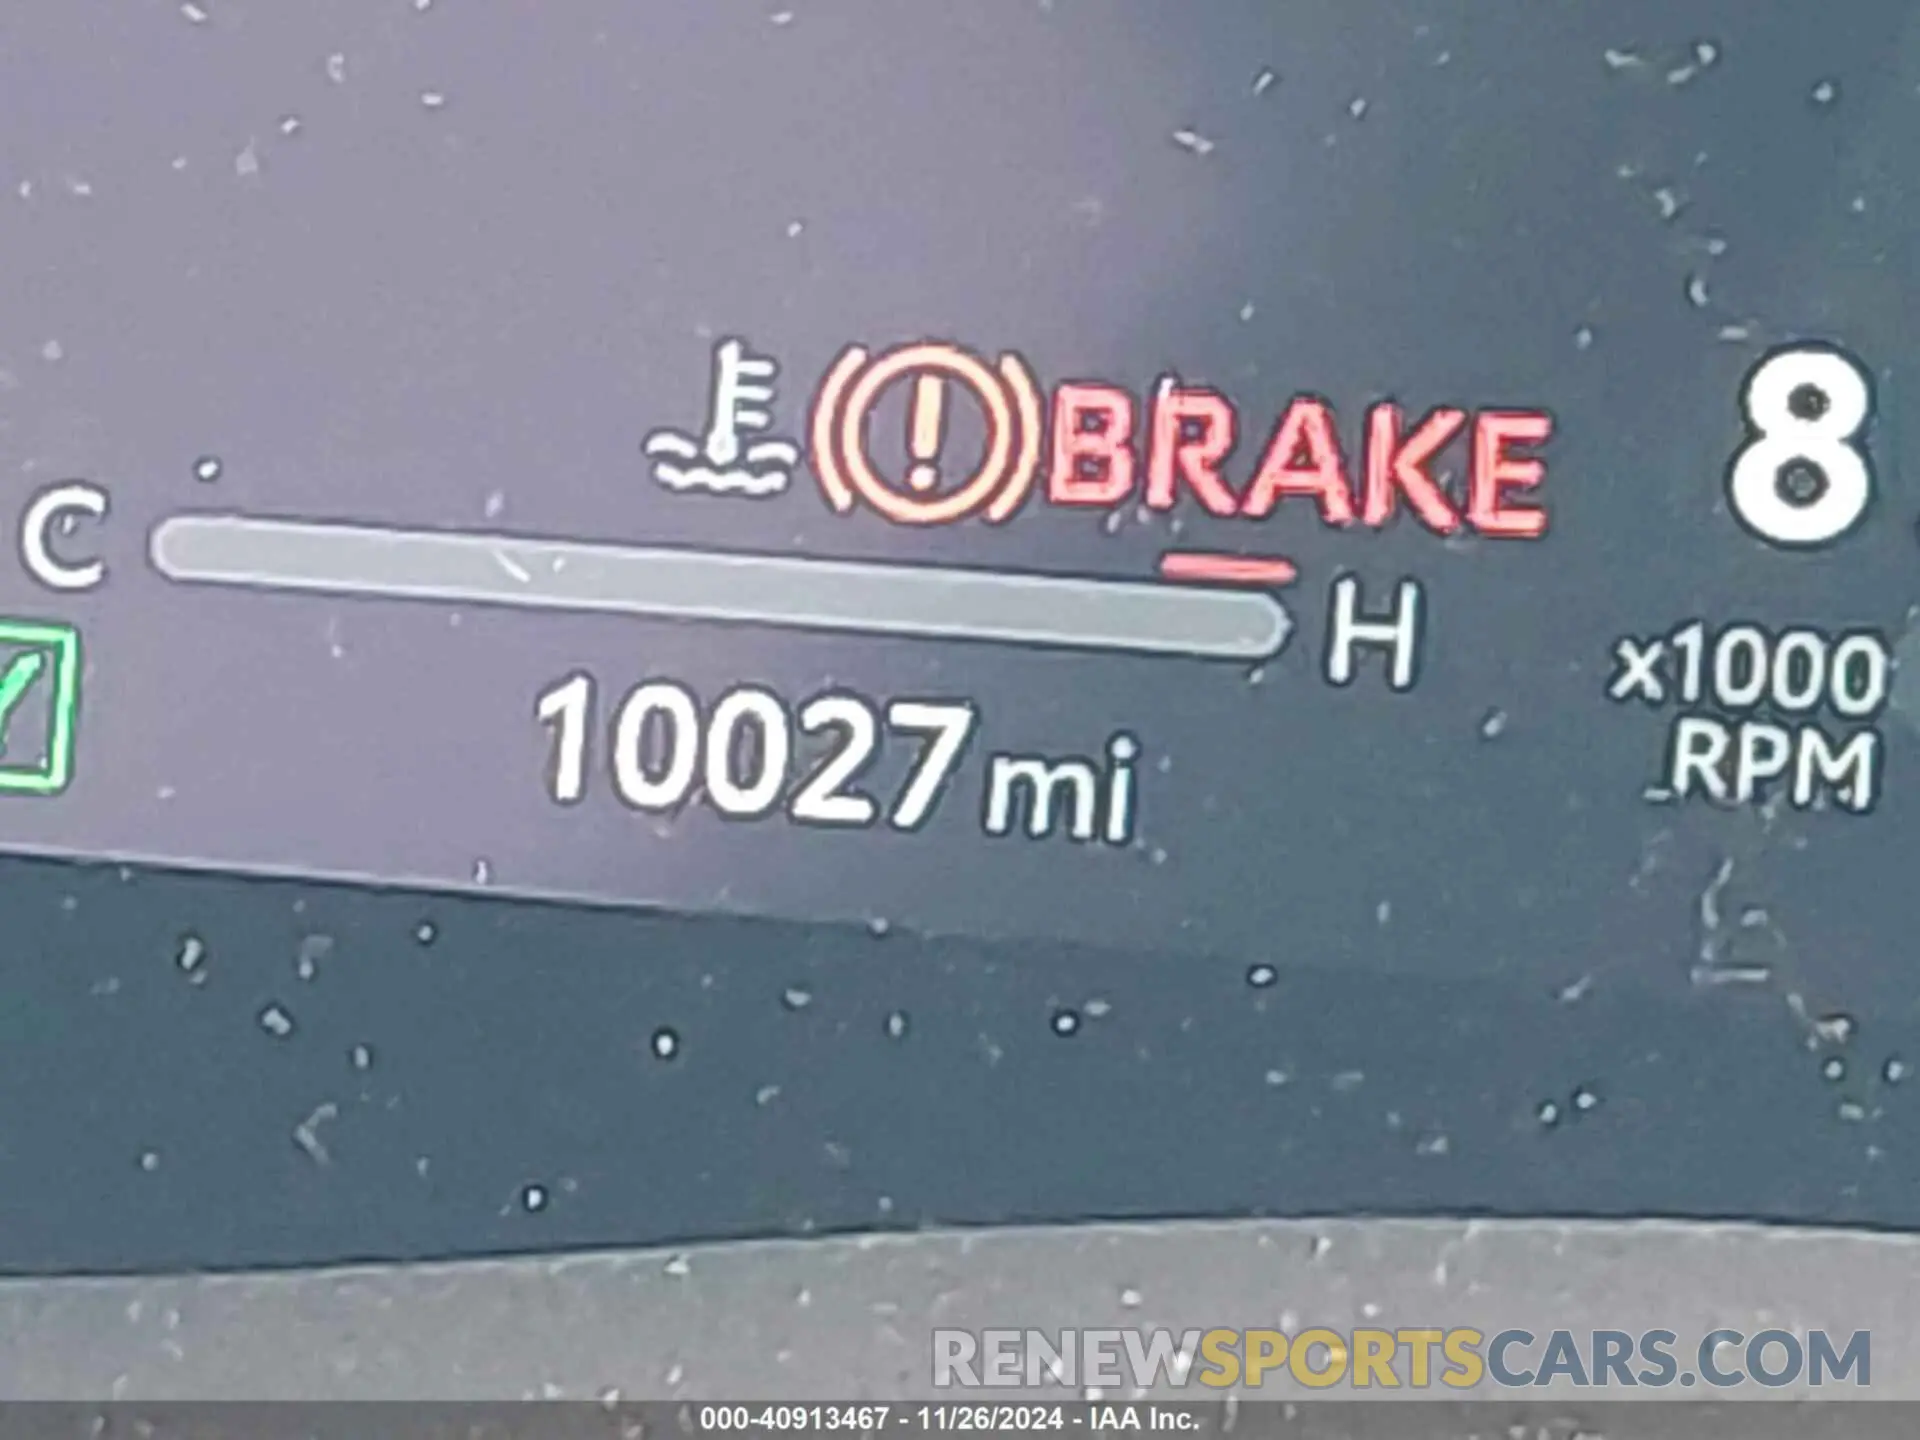 BRAKE
8
C
H
x1000
RPM
10027 mi
RENEWSPORTSCARS.COM
000-40913467 - 11/26/2024 - IAA Inc.